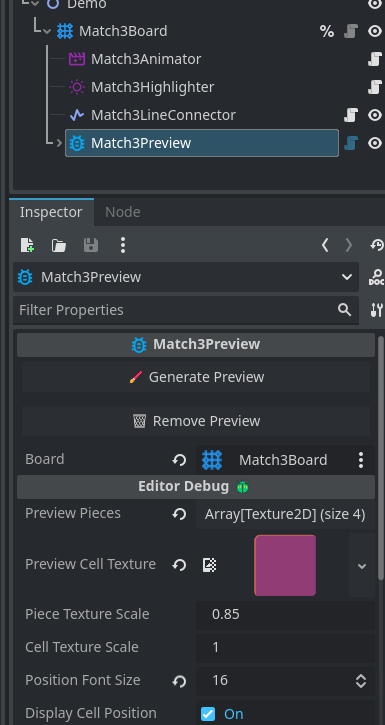 Demo
Match3Board
%
Match3Animator
Match3Highlighter
Match3LineConnector
Match3Preview
Inspector Node
Match3Preview
DOC
Filter Properties
Match3Preview
Generate Preview
Remove Preview
Board Match3Board
Editor Debug
Preview Pieces Array[Texture2D] (size 4)
Preview Cell Texture
Piece Texture Scale 0.85
Cell Texture Scale 1
Position Font Size 16
Display Cell Position On